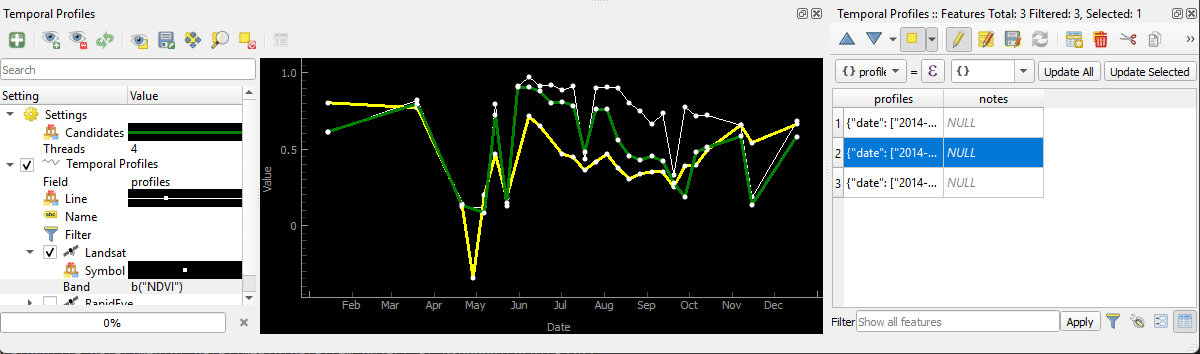 Temporal Profiles
Search
Setting Value
Settings
Candidates
Threads 4
Temporal Profiles
Field profiles
Line
abc Name
Filter
Landsat
Symbol
Band b("NDVI")
RapidEye
0%
1.0
0.5
0
Value
Feb Mar Apr May Jun Jul Aug Sep Oct Nov Dec
Date
Temporal Profiles :: Features Total: 3 Filtered: 3, Selected: 1
{} profile = ε {} Update All Update Selected
profiles notes
1 {"date": ["2014-... NULL
2 {"date": ["2014-... NULL
3 {"date": ["2014-... NULL
Filter Show all features Apply